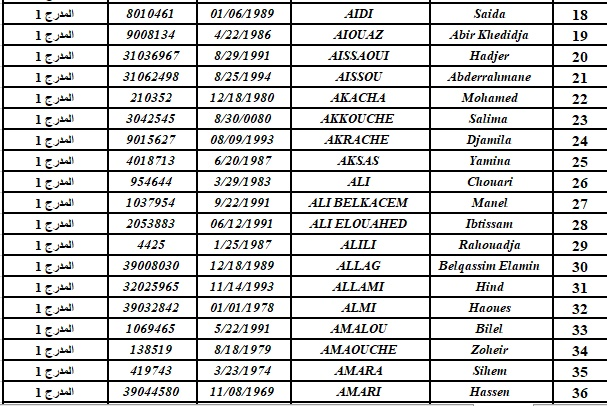 المدرج 1 8010461 01/06/1989 AIDI Saida 18
المدرج 1 9008134 4/22/1986 AIOUAZ Abir Khedidja 19
المدرج 1 31036967 8/29/1991 AISSAOUI Hadjer 20
المدرج 1 31062498 8/25/1994 AISSOU Abderrahmane 21
المدرج 1 210352 12/18/1980 AKACHA Mohamed 22
المدرج 1 3042545 8/30/0080 AKKOUCHE Salima 23
المدرج 1 9015627 08/09/1993 AKRACHE Djamila 24
المدرج 1 4018713 6/20/1987 AKSAS Yamina 25
المدرج 1 954644 3/29/1983 ALI Chouari 26
المدرج 1 1037954 9/22/1991 ALI BELKACEM Manel 27
المدرج 1 2053883 06/12/1991 ALI ELOUAHED Ibtissam 28
المدرج 1 4425 1/25/1987 ALILI Rahouadja 29
المدرج 1 39008030 12/18/1989 ALLAG Belqassim Elamin 30
المدرج 1 32025965 11/14/1993 ALLAMI Hind 31
المدرج 1 39032842 01/01/1978 ALMI Haoues 32
المدرج 1 1069465 5/22/1991 AMALOU Bilel 33
المدرج 1 138519 8/18/1979 AMAOUCHE Zoheir 34
المدرج 1 419743 3/23/1974 AMARA Sihem 35
المدرج 1 39044580 11/08/1969 AMARI Hassen 36